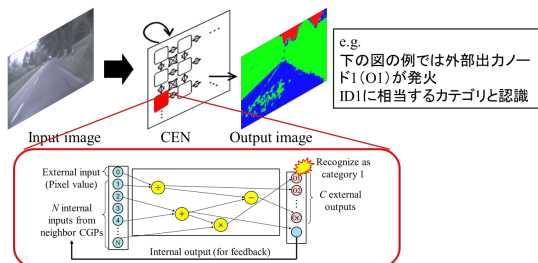 e.g.
下の図の例では外部出力ノー
ド1(O1)が発火
ID1に相当するカテゴリと認識
Input image
CEN
Output image
External input
(Pixel value)
N internal
inputs from
neighbor CGPs
0
1
2
3
4
N
÷
+
−
×
O1
O2
OC
Recognize as
category 1
C external
outputs
Internal output (for feedback)